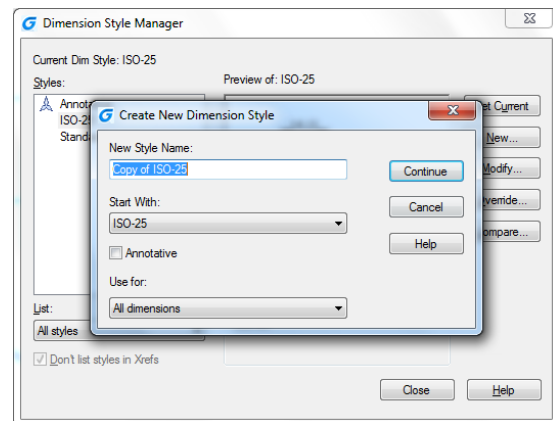 Dimension Style Manager
Current Dim Style: ISO-25
Styles:
Preview of: ISO-25
Create New Dimension Style
New Style Name:
Copy of ISO-25
Continue
Start With:
ISO-25
Cancel
Annotative
Help
Use for:
All dimensions
New...
List:
All styles
Don't list styles in Xrefs
Close
Help